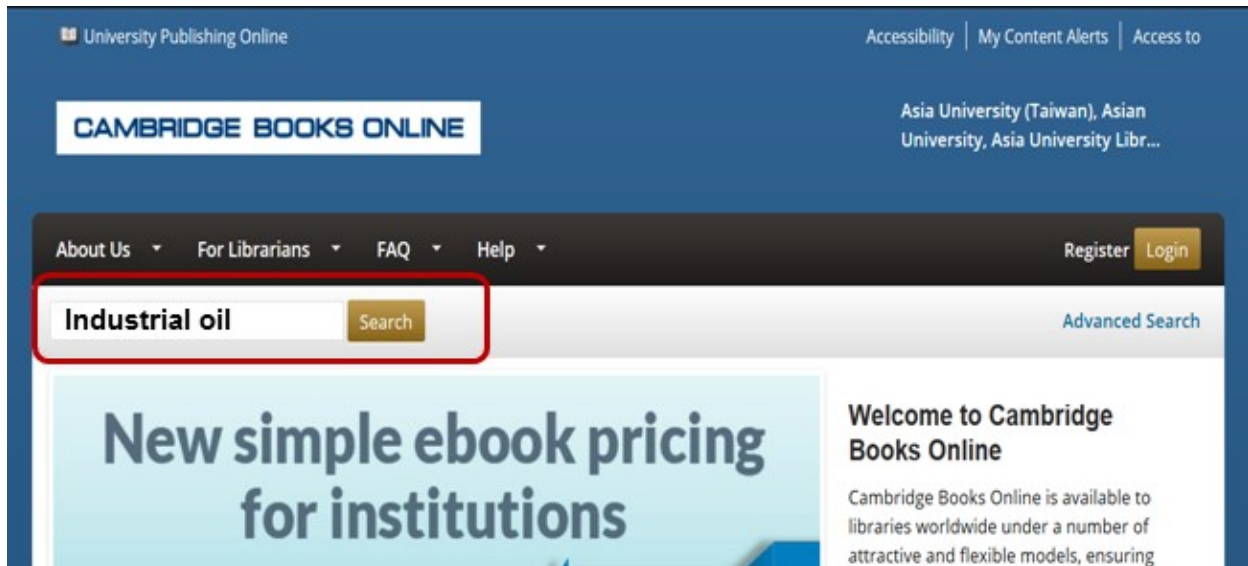 University Publishing Online
Accessibility | My Content Alerts | Access to
CAMBRIDGE BOOKS ONLINE
Asia University (Taiwan), Asian
University, Asia University Libr...
About Us For Librarians FAQ Help Register Login
Industrial oil Search Advanced Search
New simple ebook pricing
for institutions
Welcome to Cambridge
Books Online
Cambridge Books Online is available to
libraries worldwide under a number of
attractive and flexible models, ensuring